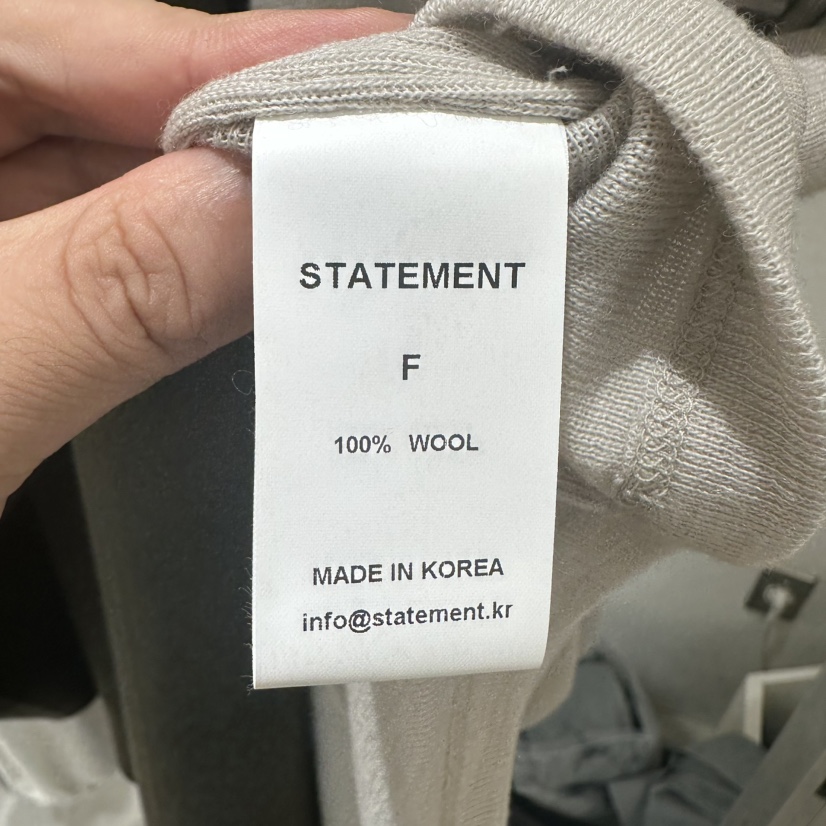 STATEMENT
F
100% WOOL
MADE IN KOREA
info@statement.kr